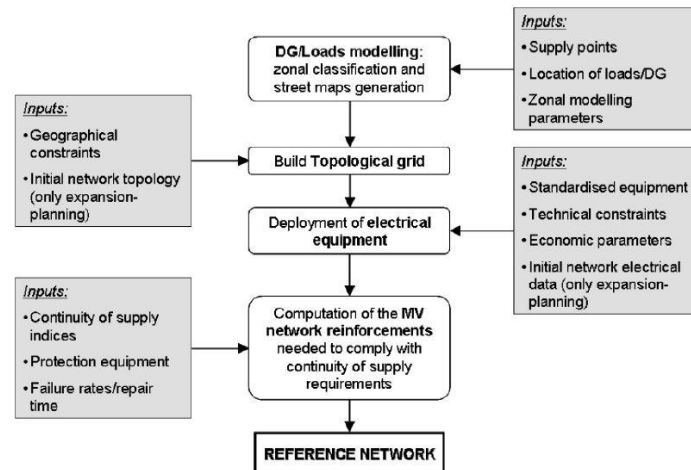 DG/Loads modelling:
zonal classification and
street maps generation
Inputs:
•Supply points
•Location of loads/DG
•Zonal modelling
parameters
Inputs:
•Geographical
constraints
•Initial network topology
(only expansion-
planning)
Build Topological grid
Inputs:
•Standardised equipment
•Technical constraints
•Economic parameters
•Initial network electrical
data (only expansion-
planning)
Deployment of electrical
equipment
Inputs:
•Continuity of supply
indices
•Protection equipment
•Failure rates/repair
time
Computation of the MV
network reinforcements
needed to comply with
continuity of supply
requirements
REFERENCE NETWORK